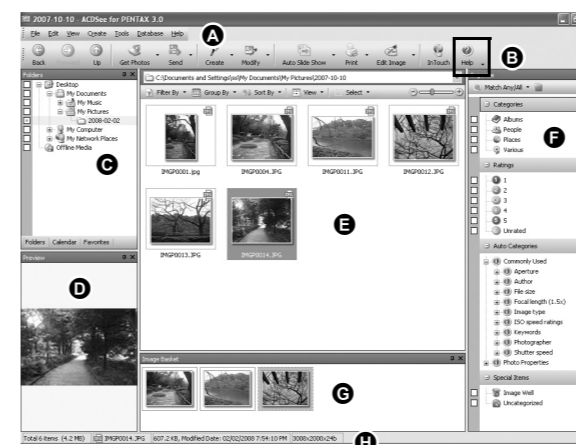 2007-10-10 - ACDSee for PENTAX 3.0
File Edit View Create Tools Database Help
A
Back
Up
Get Photos
Send
Create
Modify
Auto Slide Show
Print
Edit Image
InTouch
Help
B
Folders
Desktop
My Documents
My Music
My Pictures
2008-02-02
My Computer
My Network Places
Offline Media
C
Folders Calendar Favorites
Preview
D
C:\Documents and Settings\ps\My Documents\My Pictures\2007-10-10
Filter By Group By Sort By View Select
IMGP0001.jpg
IMGP0004.JPG
IMGP0011.JPG
IMGP0012.JPG
IMGP0013.JPG
IMGP0014.JPG
E
Image Basket
G
Match Any/All
Categories
Albums
People
Places
Various
F
Ratings
1
2
3
4
5
Unrated
Auto Categories
Commonly Used
Aperture
Author
File size
Focal length (1.5x)
Image type
ISO speed ratings
Keywords
Photographer
Shutter speed
Photo Properties
Special Items
Image Well
Uncategorized
Total 6 items (4.2 MB) IMGP0014.JPG 607.2 KB, Modified Date: 02/02/2008 7:54:10 PM 3008x2000x24b
H